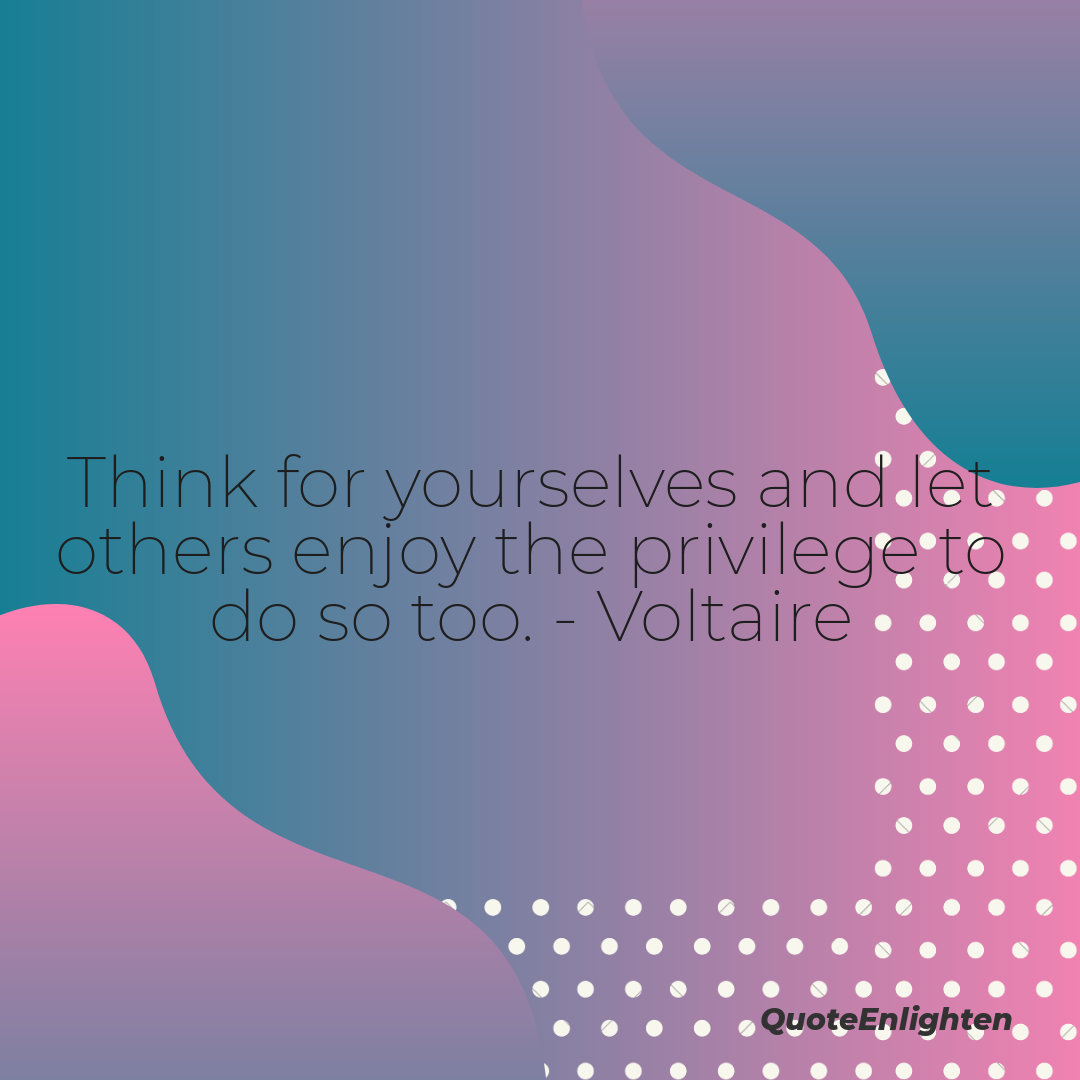 Think for yourselves and let
others enjoy the privilege to
do so too. - Voltaire
QuoteEnlighten